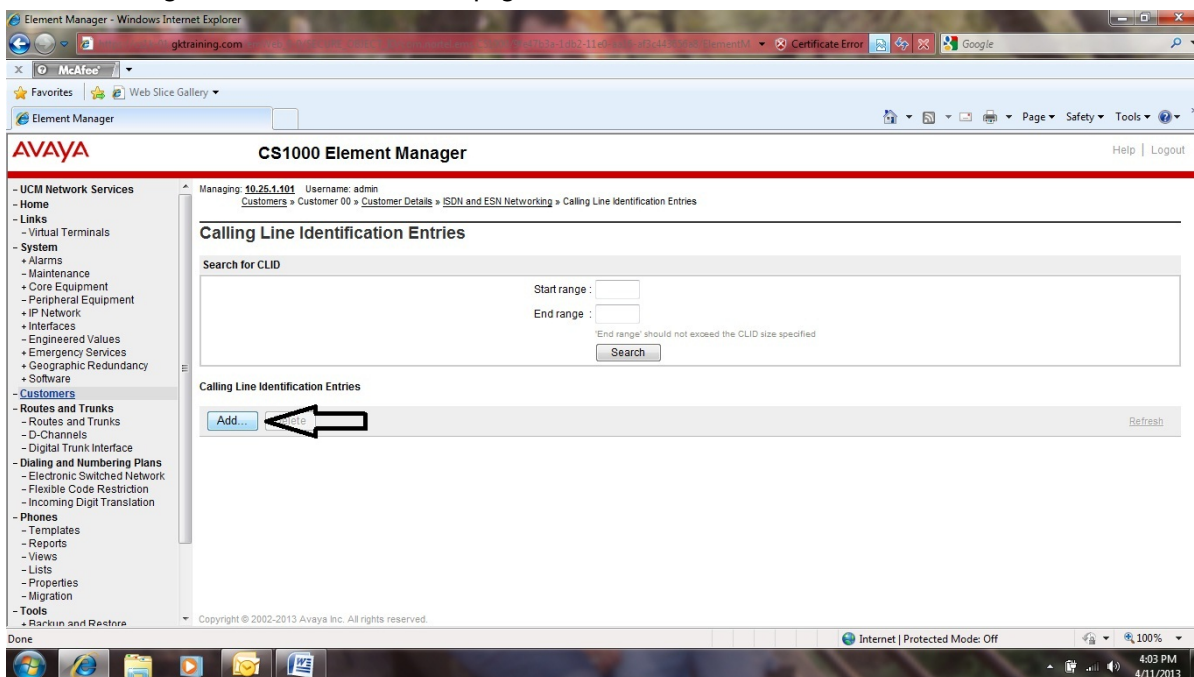 Element Manager - Windows Internet Explorer
gktraining.com
Certificate Error
Google
X McAfee
Favorites Web Slice Gallery
Element Manager
Page Safety Tools
AVAYA
CS1000 Element Manager
Help | Logout
- UCM Network Services
- Home
- Links
- Virtual Terminals
- System
+ Alarms
- Maintenance
+ Core Equipment
- Peripheral Equipment
+ IP Network
+ Interfaces
- Engineered Values
+ Emergency Services
+ Geographic Redundancy
+ Software
- Customers
- Routes and Trunks
- Routes and Trunks
- D-Channels
- Digital Trunk Interface
- Dialing and Numbering Plans
- Electronic Switched Network
- Flexible Code Restriction
- Incoming Digit Translation
- Phones
- Templates
- Reports
- Views
- Lists
- Properties
- Migration
- Tools
+ Backup and Restore
Managing: 10.25.1.101 Username: admin
Customers » Customer 00 » Customer Details » ISDN and ESN Networking » Calling Line Identification Entries
Calling Line Identification Entries
Search for CLID
Start range :
End range :
'End range' should not exceed the CLID size specified
Search
Calling Line Identification Entries
Add...
Refresh
Copyright © 2002-2013 Avaya Inc. All rights reserved.
Done
Internet | Protected Mode: Off
100%
4:03 PM
4/11/2013